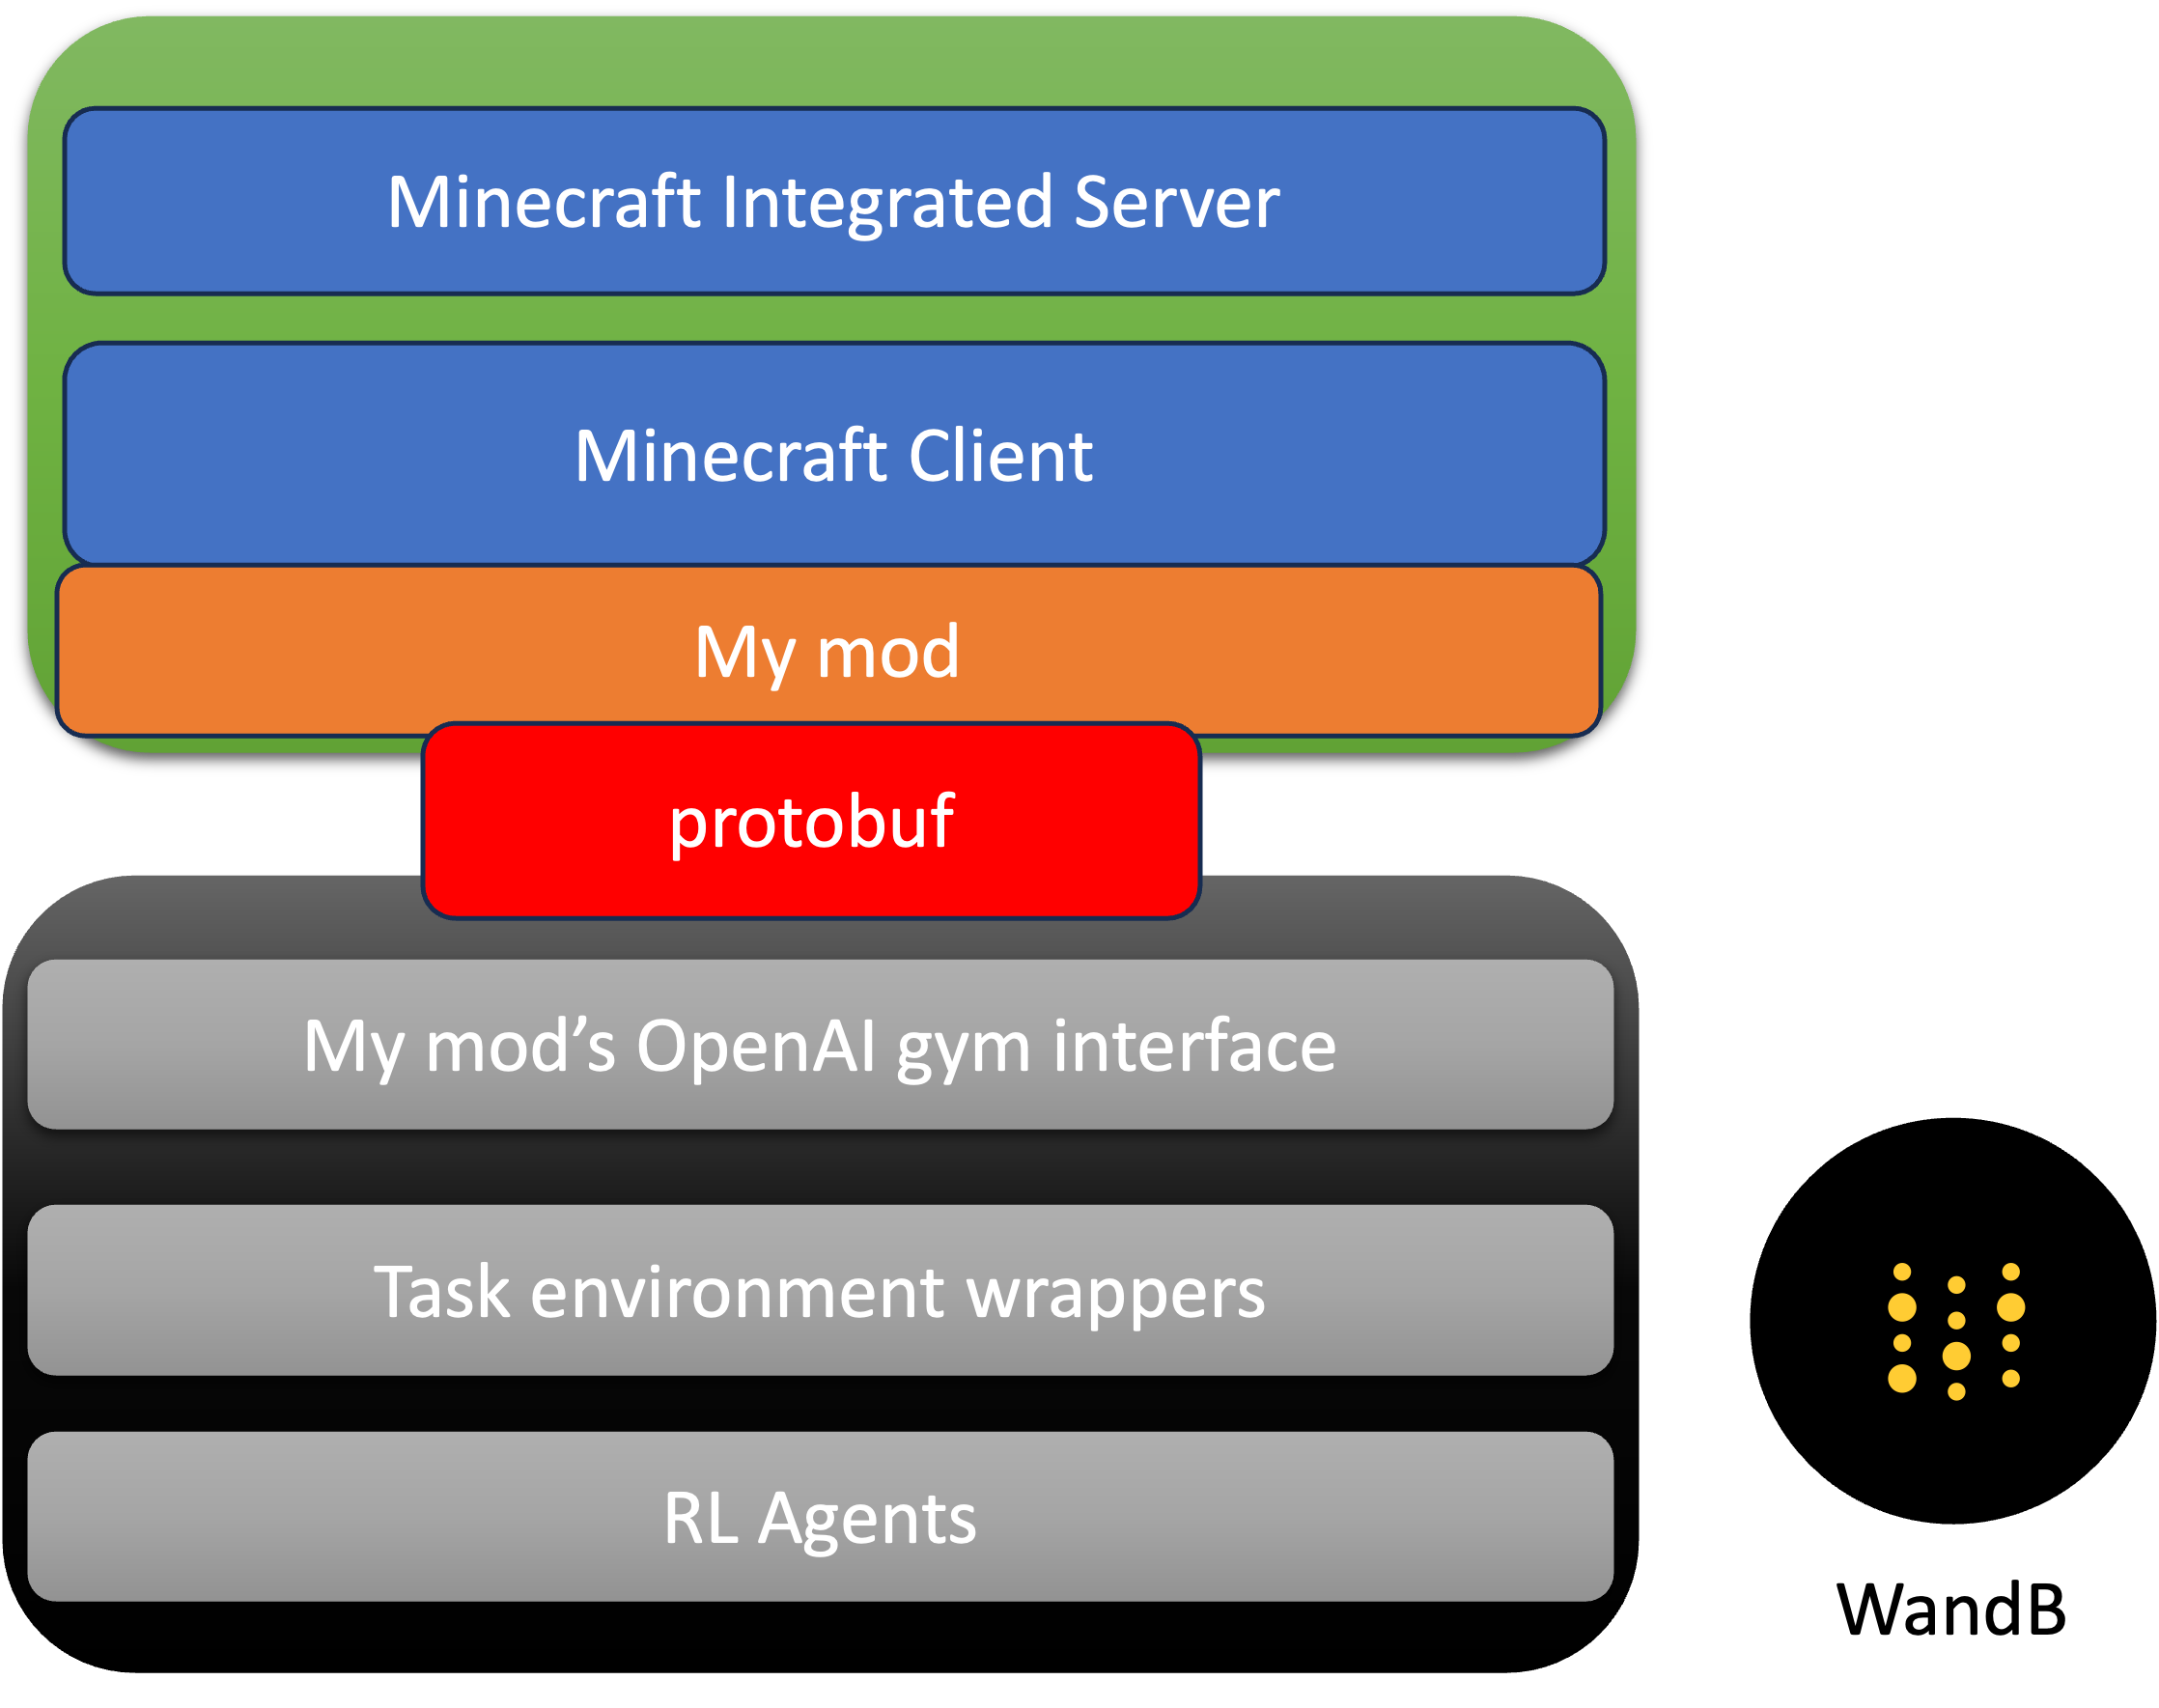 Minecraft Integrated Server
Minecraft Client
My mod
protobuf
My mod’s OpenAI gym interface
Task environment wrappers
RL Agents
WandB